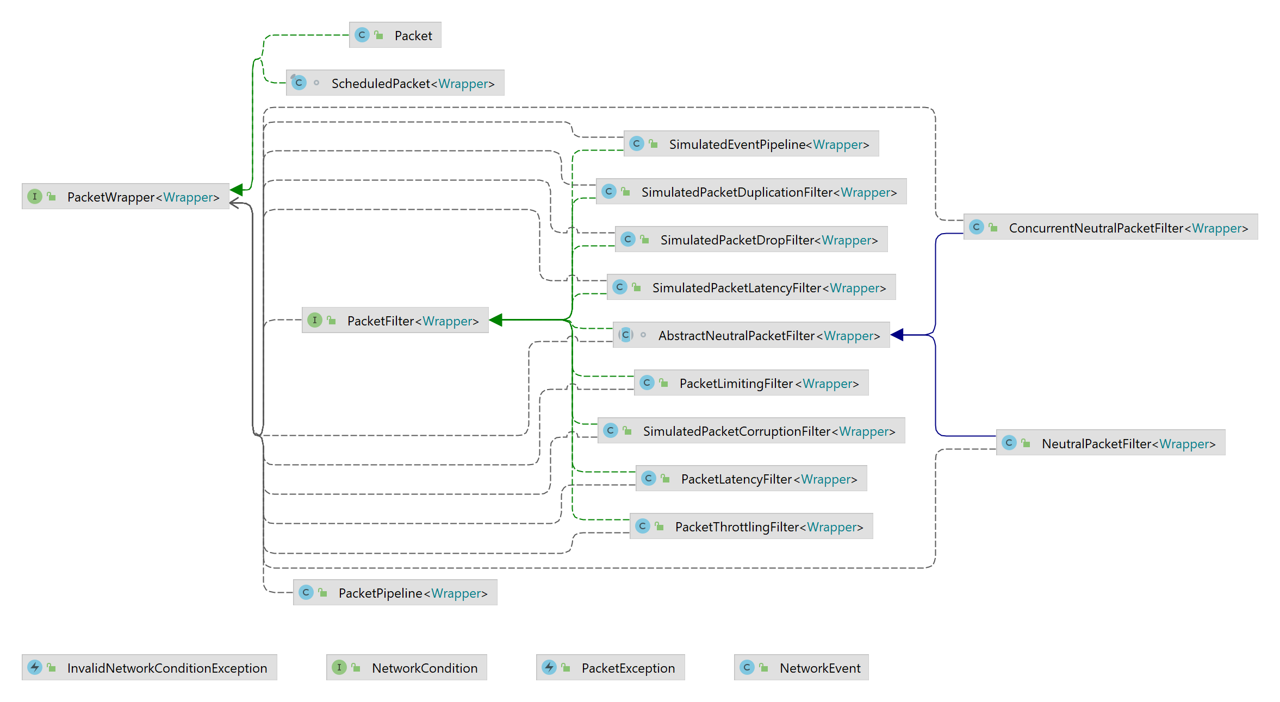 Packet
ScheduledPacket<Wrapper>
SimulatedEventPipeline<Wrapper>
SimulatedPacketDuplicationFilter<Wrapper>
PacketWrapper<Wrapper>
ConcurrentNeutralPacketFilter<Wrapper>
SimulatedPacketDropFilter<Wrapper>
SimulatedPacketLatencyFilter<Wrapper>
PacketFilter<Wrapper>
AbstractNeutralPacketFilter<Wrapper>
PacketLimitingFilter<Wrapper>
SimulatedPacketCorruptionFilter<Wrapper>
NeutralPacketFilter<Wrapper>
PacketLatencyFilter<Wrapper>
PacketThrottlingFilter<Wrapper>
PacketPipeline<Wrapper>
InvalidNetworkConditionException
NetworkCondition
PacketException
NetworkEvent